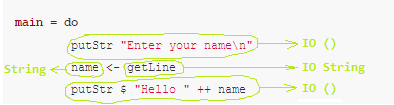 main = do
putStr "Enter your name\n" IO ()
String name <- getLine IO String
putStr $ "Hello " ++ name IO ()